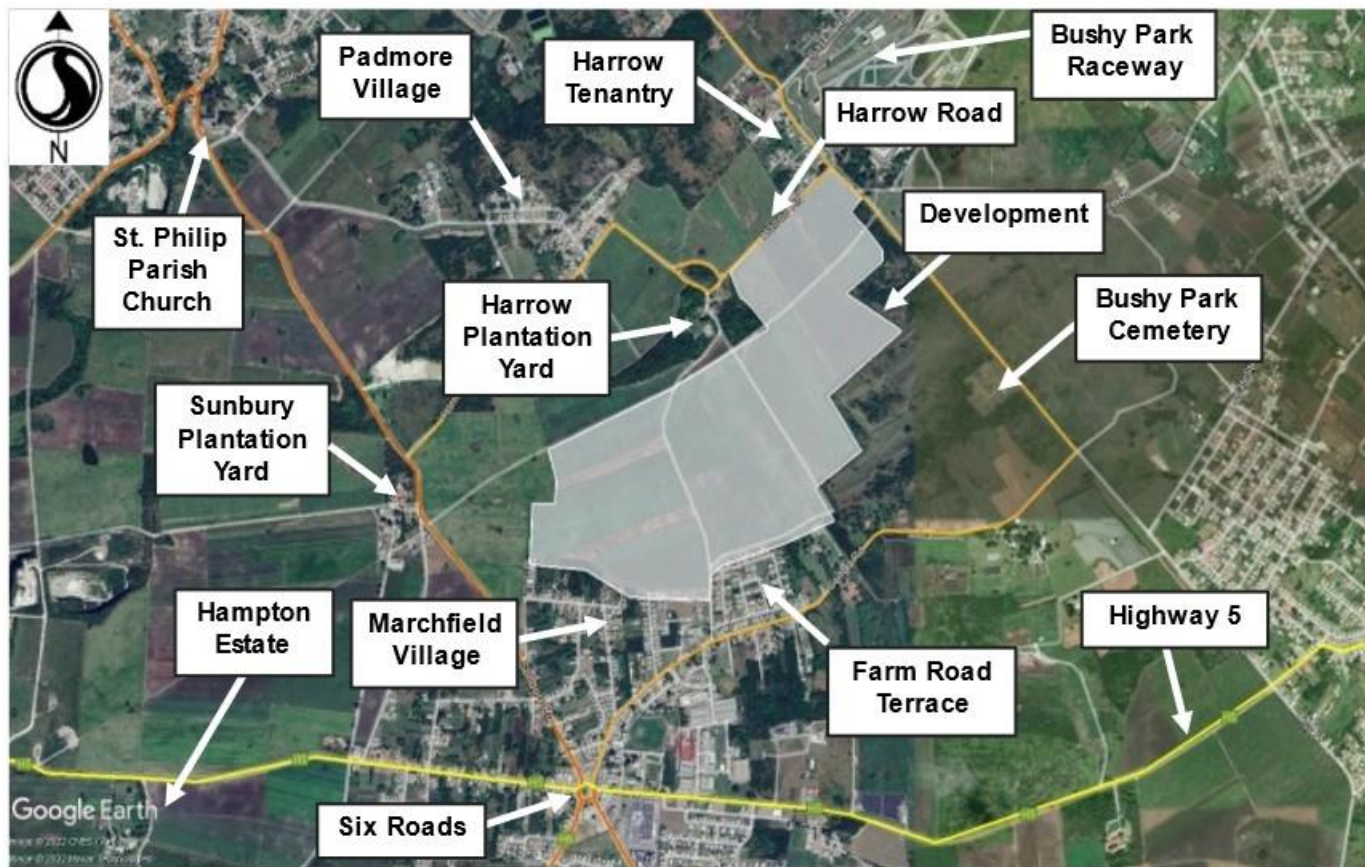 N
Padmore
Village
Harrow
Tenantry
Bushy Park
Raceway
Harrow Road
St. Philip
Parish
Church
Development
Harrow
Plantation
Yard
Bushy Park
Cemetery
Sunbury
Plantation
Yard
Hampton
Estate
Marchfield
Village
Farm Road
Terrace
Highway 5
Google Earth
Six Roads